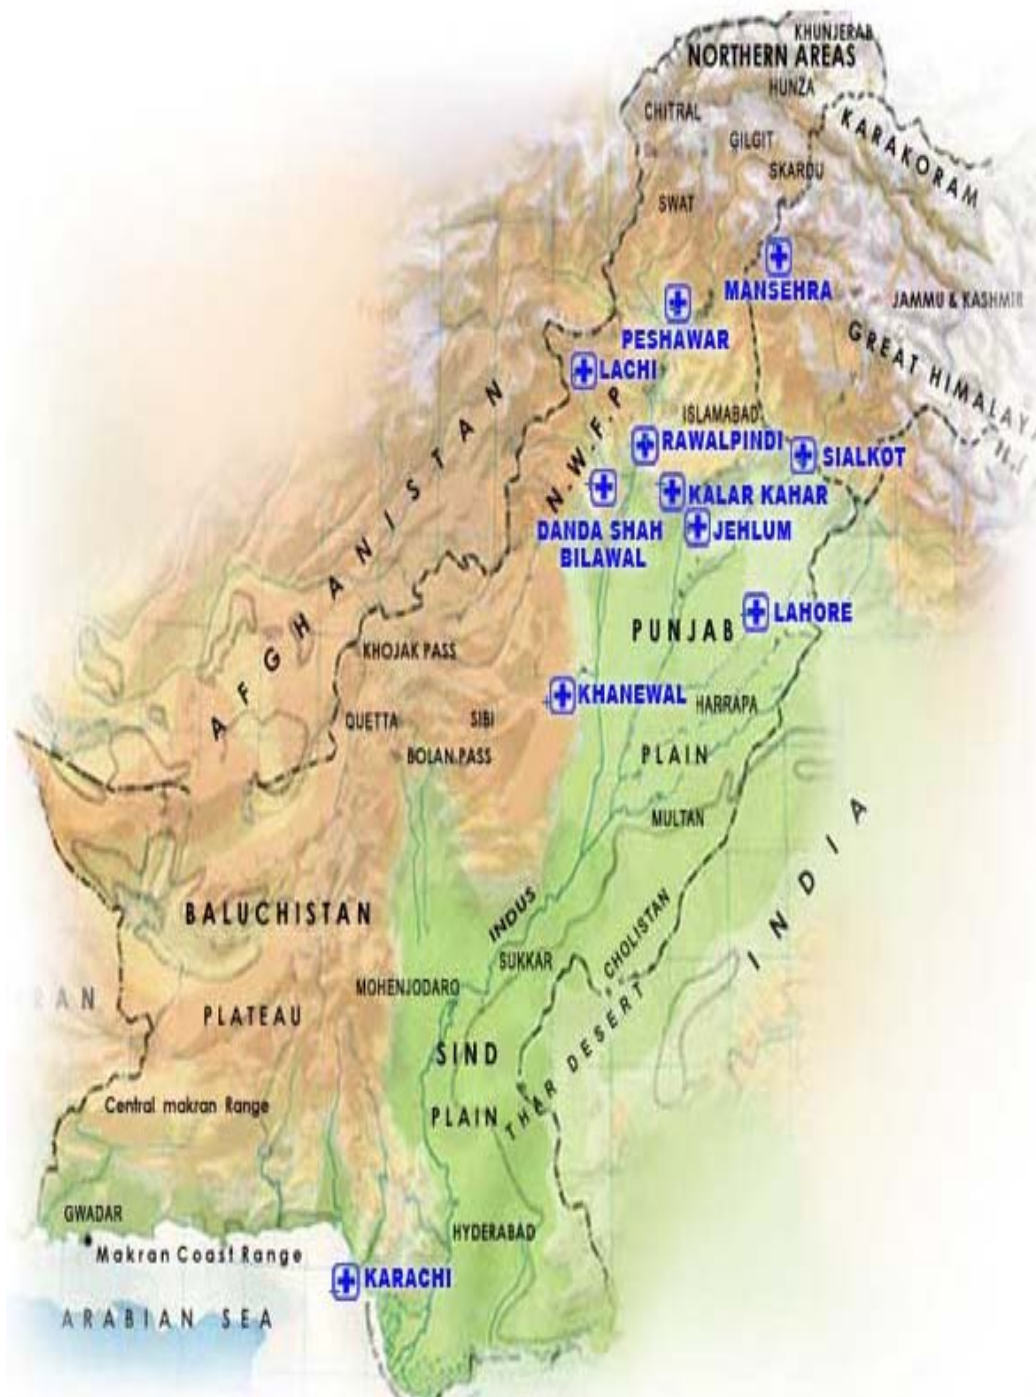 KHUNJERAB
NORTHERN AREAS
HUNZA
CHITRAL
KARAKORAM
GILGIT
SKARDU
SWAT
MANSEHRA
JAMMU & KASHMIR
PESHAWAR
GREAT HIMALAYA
LACHI
AFGHANISTAN
N.W.F.P
ISLAMABAD
RAWALPINDI
SIALKOT
KALAR KAHAR
DANDA SHAH
BILAWAL
JEHLUM
LAHORE
PUNJAB
KHOJAK PASS
KHANEWAL
HARRAPA
QUETTA
SIBI
BOLAN PASS
PLAIN
MULTAN
INDIA
BALUCHISTAN
INDUS
CHOLISTAN
SUKKAR
MOHENJODARO
RAN
PLATEAU
THAR DESERT
SIND
PLAIN
Central makran Range
GWADAR
HYDERABAD
Makran Coast Range
KARACHI
ARABIAN SEA